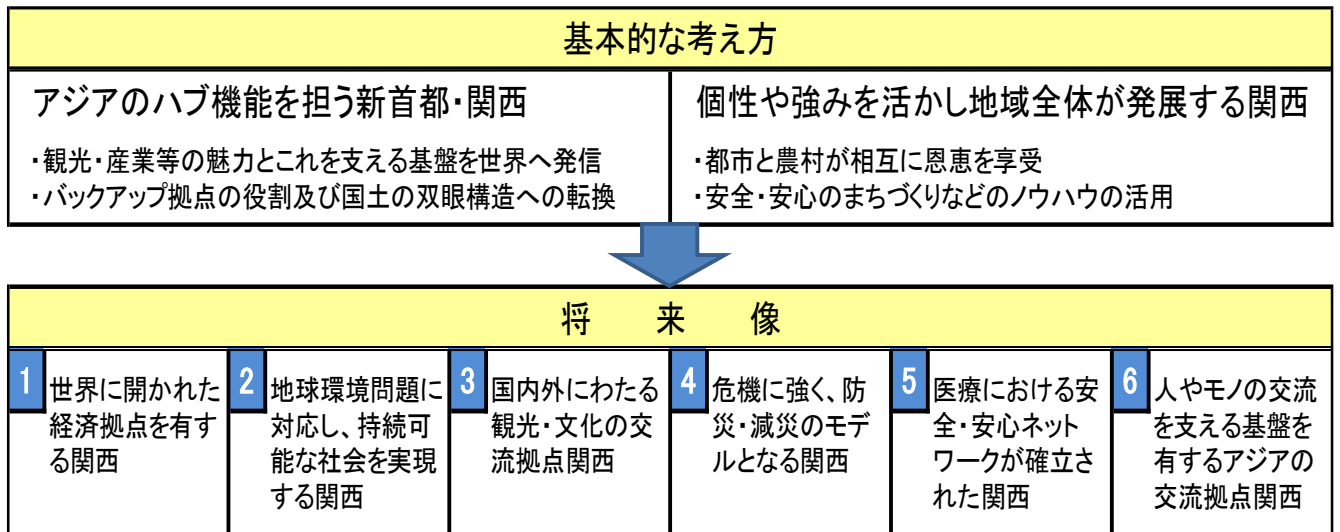 基本的な考え方
アジアのハブ機能を担う新首都・関西
・観光・産業等の魅力とこれを支える基盤を世界へ発信
・バックアップ拠点の役割及び国土の双眼構造への転換
個性や強みを活かし地域全体が発展する関西
・都市と農村が相互に恩恵を享受
・安全・安心のまちづくりなどのノウハウの活用
将来像
1
世界に開かれた
経済拠点を有す
る関西
2
地球環境問題に
対応し、持続可
能な社会を実現
する関西
3
国内外にわたる
観光・文化の交
流拠点関西
4
危機に強く、防
災・減災のモデ
ルとなる関西
5
医療における安
全・安心ネット
ワークが確立さ
れた関西
6
人やモノの交流
を支える基盤を
有するアジアの
交流拠点関西